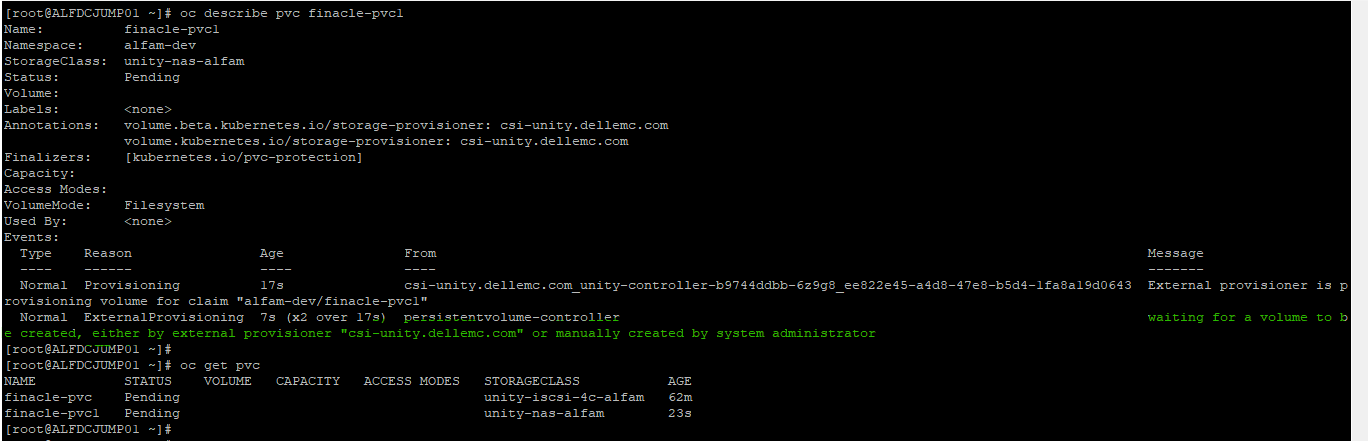 [root@ALFDCJUMP01 ~]# oc describe pvc finacle-pvc1
Name:          finacle-pvc1
Namespace:     alfam-dev
StorageClass:  unity-nas-alfam
Status:        Pending
Volume:
Labels:        <none>
Annotations:   volume.beta.kubernetes.io/storage-provisioner: csi-unity.dellemc.com
               volume.kubernetes.io/storage-provisioner: csi-unity.dellemc.com
Finalizers:    [kubernetes.io/pvc-protection]
Capacity:
Access Modes:
VolumeMode:    Filesystem
Used By:       <none>
Events:
  Type    Reason                Age                From                                                                                         Message
  ----    ------                ----               ----                                                                                         -------
  Normal  Provisioning          17s                csi-unity.dellemc.com_unity-controller-b9744ddbb-6z9g8_ee822e45-a4d8-47e8-b5d4-1fa8a19d0643  External provisioner is p
rovisioning volume for claim "alfam-dev/finacle-pvc1"
  Normal  ExternalProvisioning  7s (x2 over 17s)  persistentvolume-controller                                                                  waiting for a volume to b
e created, either by external provisioner "csi-unity.dellemc.com" or manually created by system administrator
[root@ALFDCJUMP01 ~]#
[root@ALFDCJUMP01 ~]# oc get pvc
NAME           STATUS    VOLUME   CAPACITY   ACCESS MODES   STORAGECLASS           AGE
finacle-pvc    Pending                                      unity-iscsi-4c-alfam   62m
finacle-pvc1   Pending                                      unity-nas-alfam        23s
[root@ALFDCJUMP01 ~]#